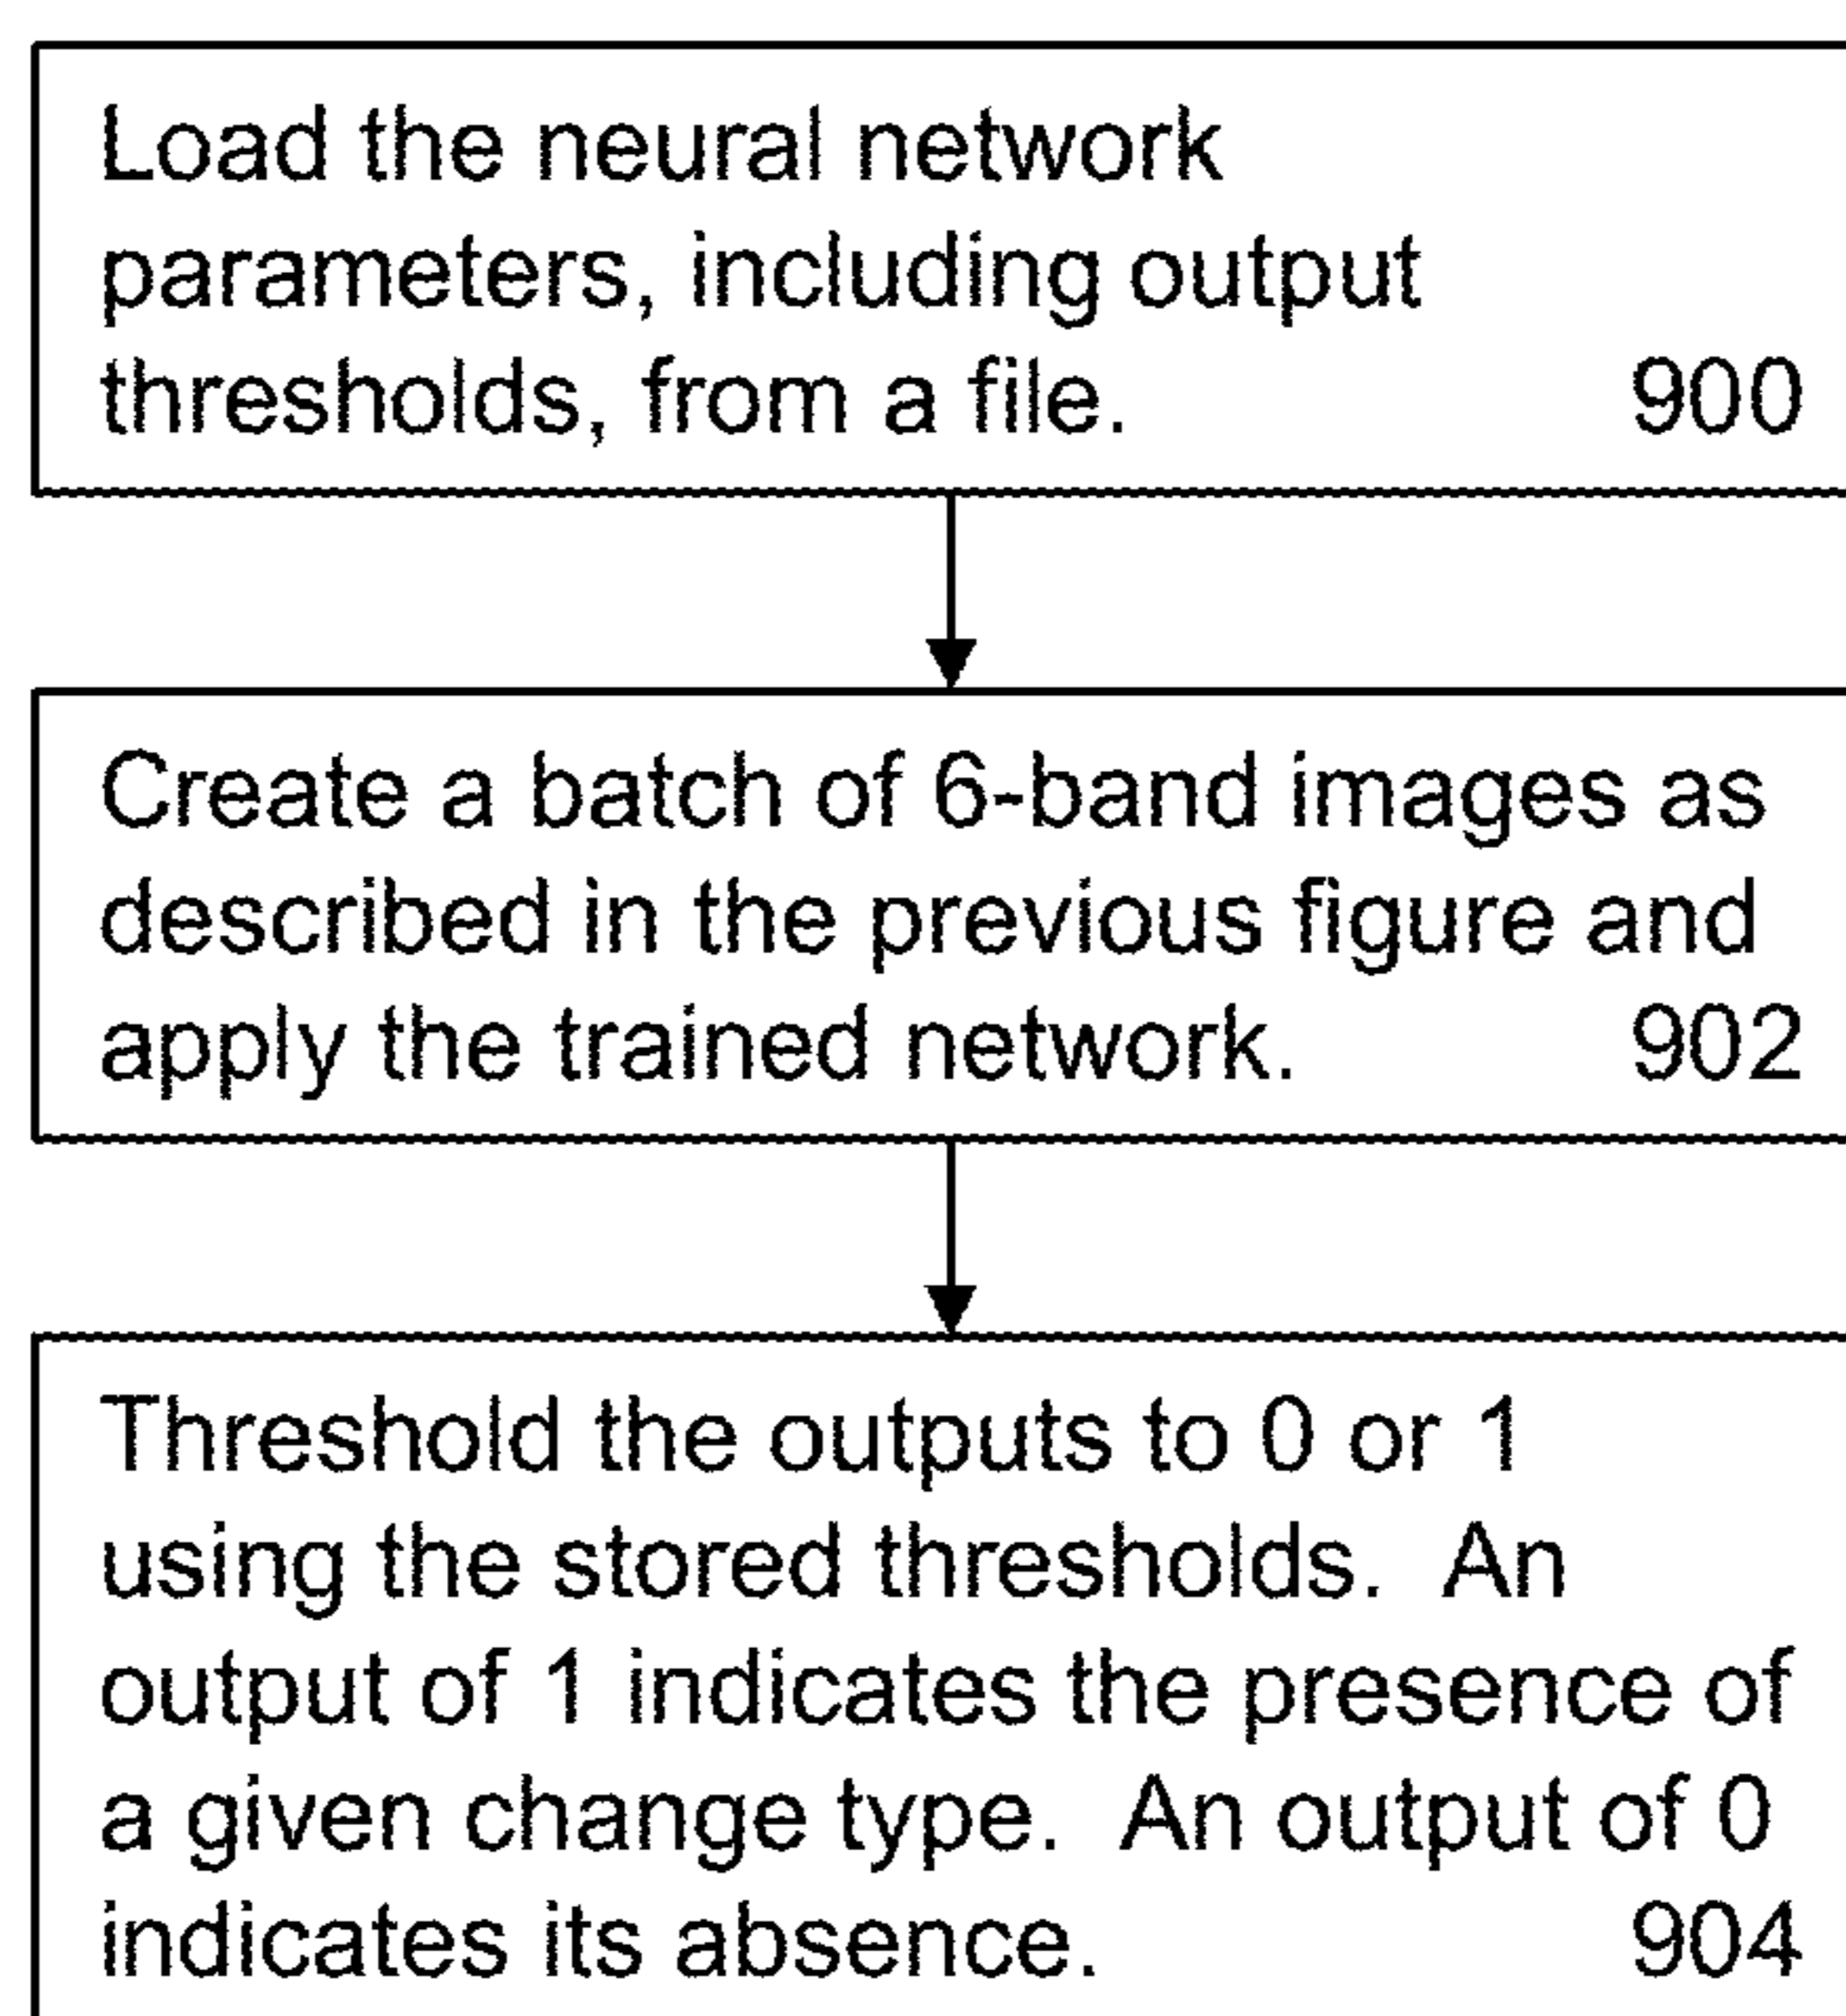 Load the neural network
parameters, including output
thresholds, from a file. 900
Create a batch of 6-band images as
described in the previous figure and
apply the trained network. 902
Threshold the outputs to 0 or 1
using the stored thresholds.  An
output of 1 indicates the presence of
a given change type.  An output of 0
indicates its absence. 904